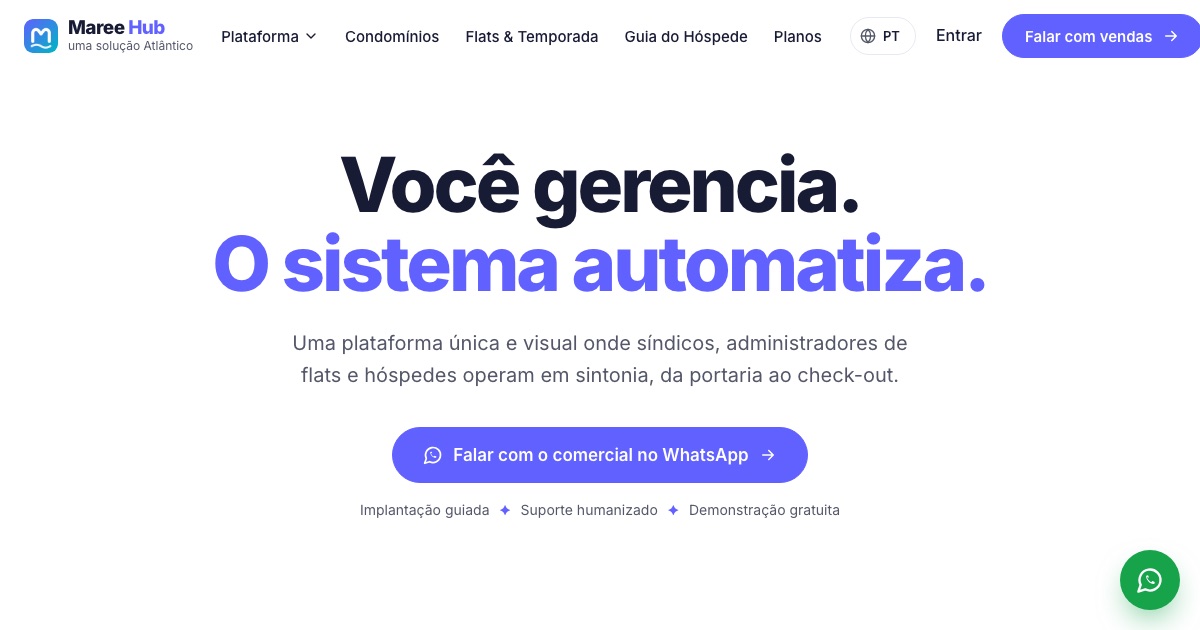 Maree Hub
uma solução Atlântico
Plataforma
Condomínios
Flats & Temporada
Guia do Hóspede
Planos
PT
Entrar
Falar com vendas →
Você gerencia.
O sistema automatiza.
Uma plataforma única e visual onde síndicos, administradores de
flats e hóspedes operam em sintonia, da portaria ao check-out.
Falar com o comercial no WhatsApp →
Implantação guiada ✦ Suporte humanizado ✦ Demonstração gratuita